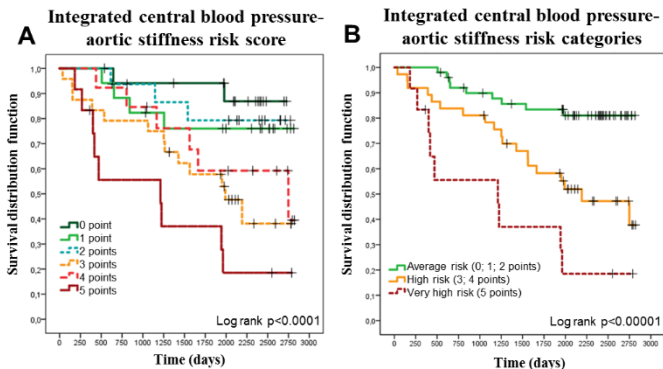 Integrated central blood pressure-
aortic stiffness risk score
A
Survival distribution function
1,0
0,9
0,8
0,7
0,6
0,5
0,4
0,3
0,2
0,1
0,0
0 point
1 point
2 points
3 points
4 points
5 points
Log rank p<0.0001
0 250 500 750 1000 1250 1500 1750 2000 2250 2500 2750 3000
Time (days)
Integrated central blood pressure-
aortic stiffness risk categories
B
Survival distribution function
1,0
0,9
0,8
0,7
0,6
0,5
0,4
0,3
0,2
0,1
0,0
Average risk (0; 1; 2 points)
High risk (3; 4 points)
Very high risk (5 points)
Log rank p<0.00001
0 250 500 750 1000 1250 1500 1750 2000 2250 2500 2750 3000
Time (days)